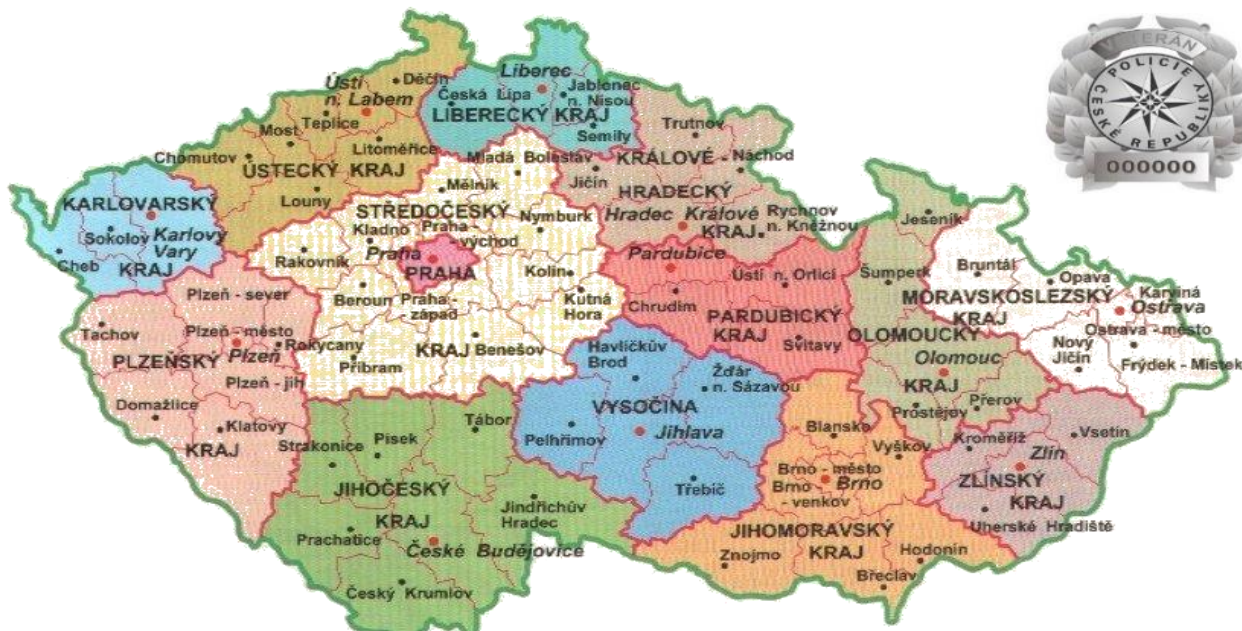 VETERÁN
POLICIE
ČESKÉ REPUBLIKY
000000
Ústí
n. Labem
Děčín
Teplice
Most
Chomutov
Litoměřice
ÚSTECKÝ KRAJ
Louny
Liberec
Česká Lípa
Jablonec
n. Nisou
LIBERECKÝ KRAJ
Semily
Trutnov
KRÁLOVÉ -
Náchod
Jičín
HRADECKÝ
Hradec Králové
KRAJ
Rychnov
n. Kněžnou
KARLOVARSKÝ
Sokolov
Karlovy
Vary
Cheb
KRAJ
Mladá Boleslav
Mělník
STŘEDOČESKÝ
Nymburk
Kladno
Praha -
východ
Rakovník
Praha
PRAHA
Kolín
Beroun
Praha -
západ
Kutná
Hora
KRAJ
Benešov
Příbram
Plzeň - sever
Tachov
Plzeň - město
Rokycany
PLZEŇSKÝ
Plzeň
Plzeň - jih
Domažlice
Klatovy
KRAJ
Pardubice
Ústí n. Orlicí
Chrudim
PARDUBICKÝ
KRAJ
Svitavy
Jeseník
Šumperk
OLOMOUCKÝ
Olomouc
KRAJ
Přerov
Prostějov
Bruntál
Opava
Karviná
MORAVSKOSLEZSKÝ
Ostrava
KRAJ
Ostrava - město
Nový
Jičín
Frýdek - Místek
Havlíčkův
Brod
Žďár
n. Sázavou
VYSOČINA
Pelhřimov
Jihlava
Třebíč
Tábor
Písek
Strakonice
JIHOČESKÝ
KRAJ
Jindřichův
Hradec
Prachatice
České Budějovice
Český Krumlov
Blansko
Vyškov
Brno - město
Brno
Brno
- venkov
JIHOMORAVSKÝ
KRAJ
Znojmo
Hodonín
Břeclav
Kroměříž
Vsetín
Zlín
ZLÍNSKÝ
KRAJ
Uherské Hradiště